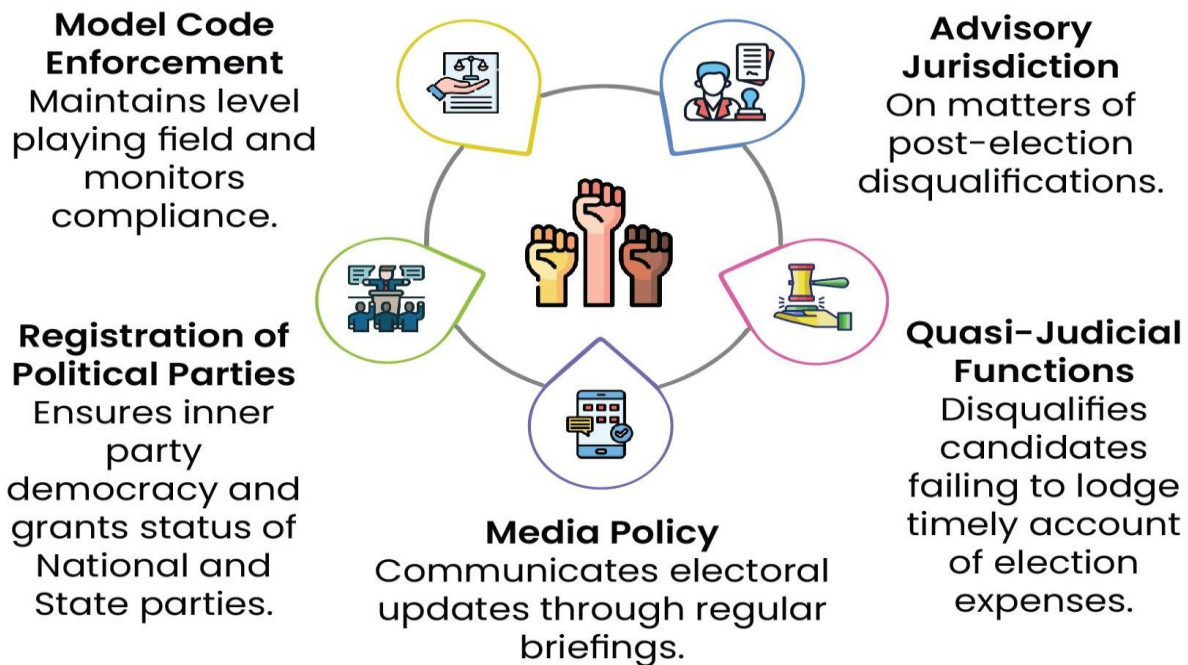 Model Code
Enforcement
Maintains level
playing field and
monitors
compliance.
Advisory
Jurisdiction
On matters of
post-election
disqualifications.
Registration of
Political Parties
Ensures inner
party
democracy and
grants status of
National and
State parties.
Quasi-Judicial
Functions
Disqualifies
candidates
failing to lodge
timely account
of election
expenses.
Media Policy
Communicates electoral
updates through regular
briefings.